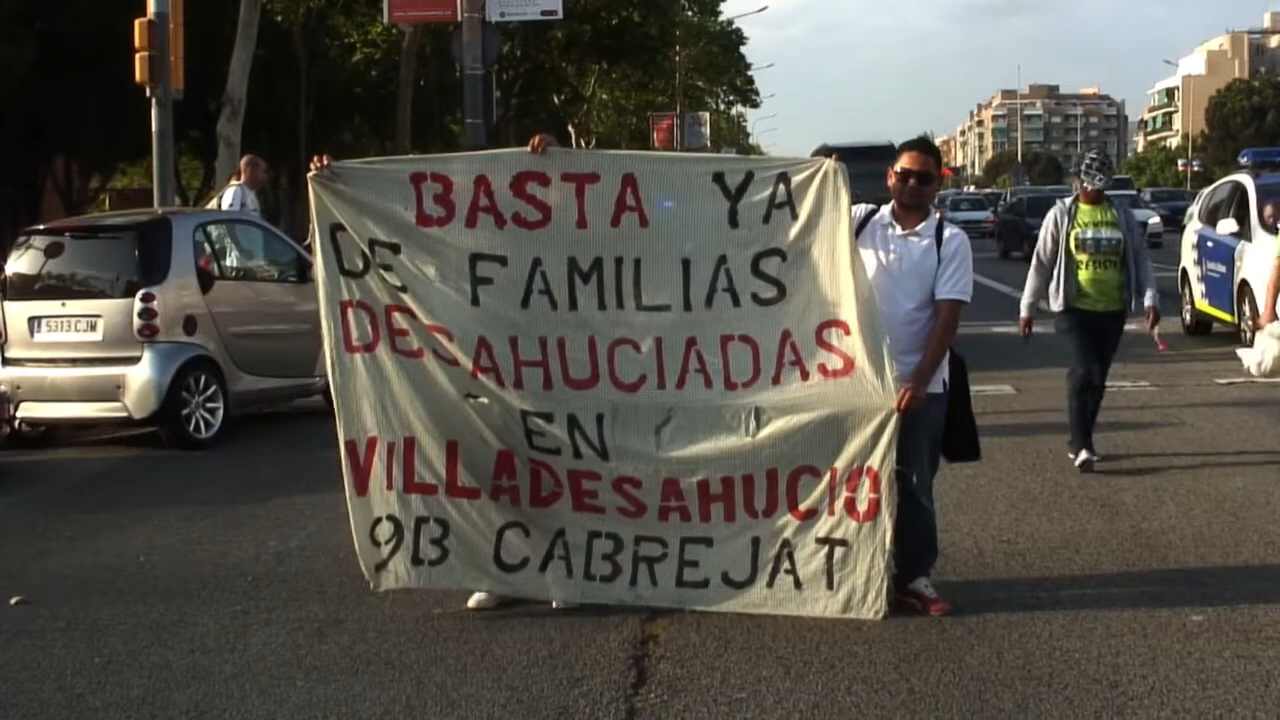 BASTA YA
DE FAMILIAS
DESAHUCIADAS
EN
VILLADESAHUCIO
9B CABREJAT
5313 CJM